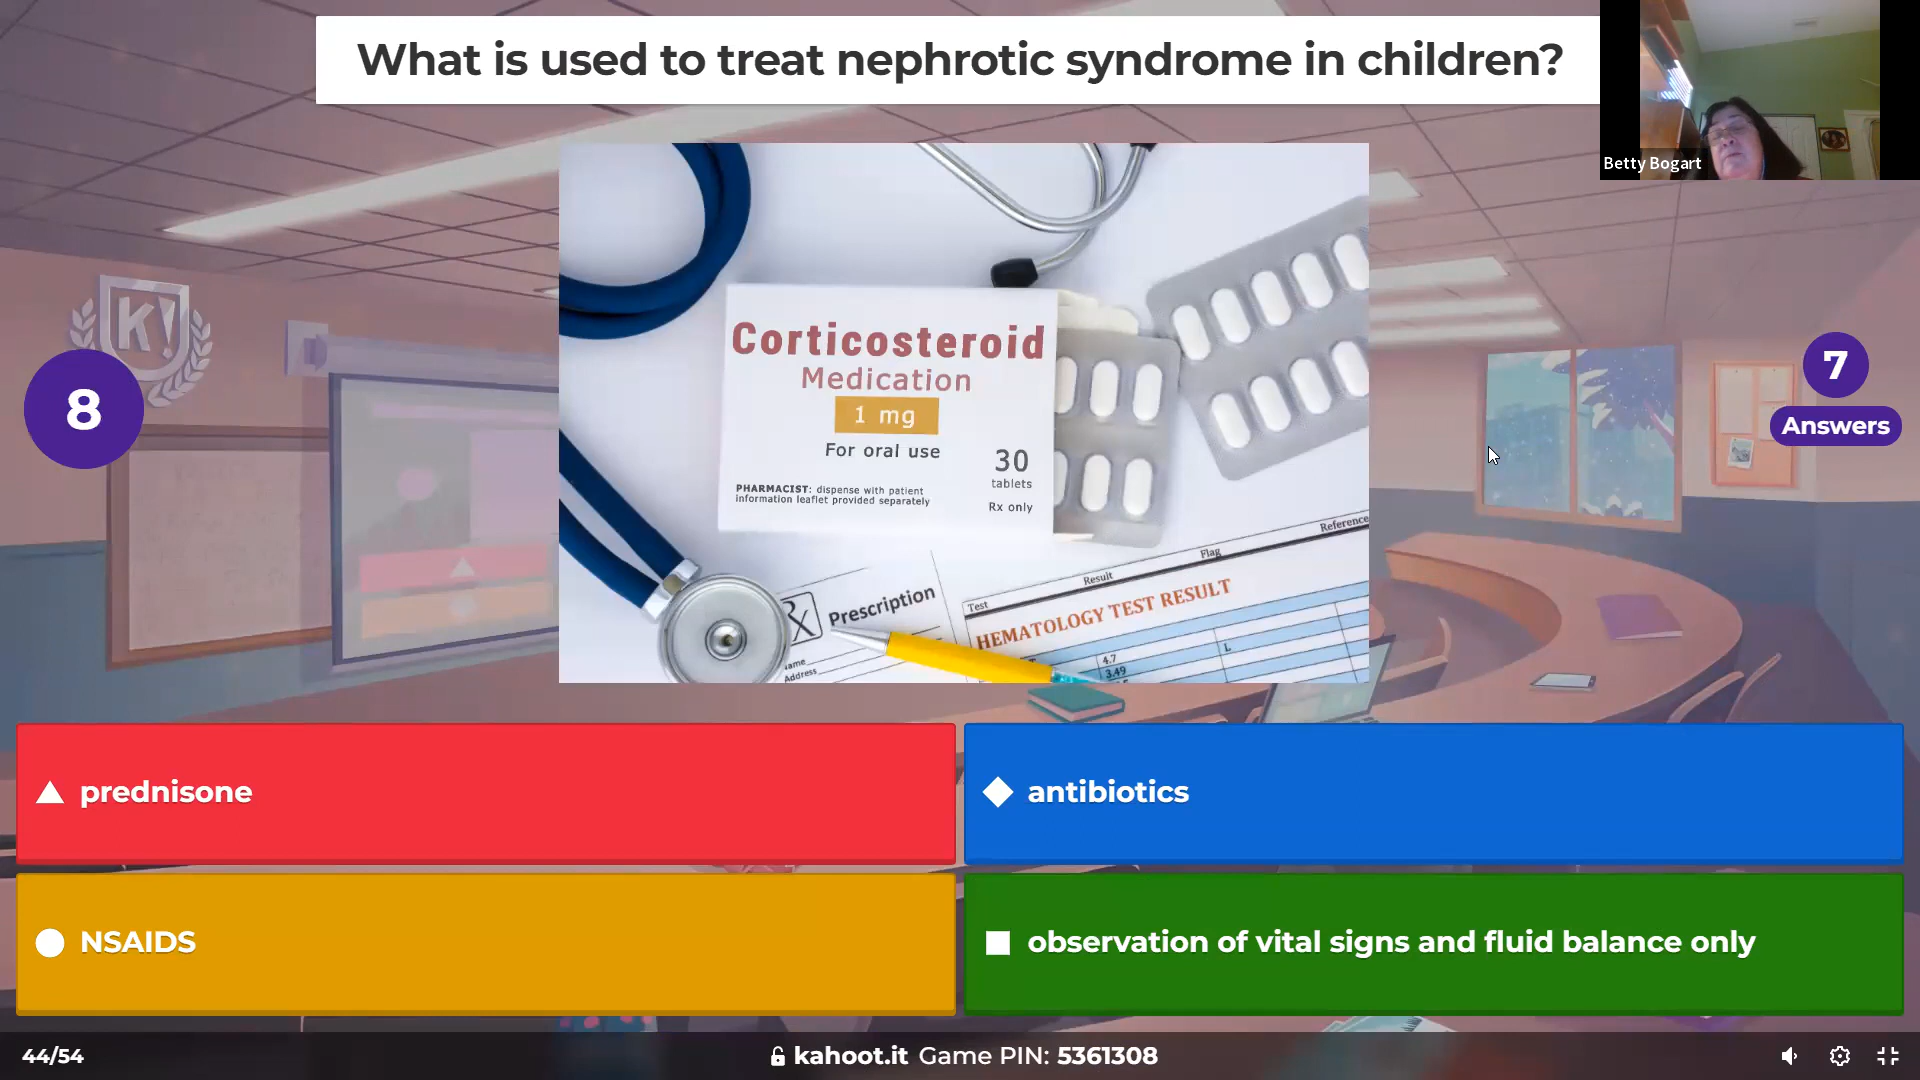 What is used to treat nephrotic syndrome in children?
Betty Bogart
K!
8
7
Answers
Corticosteroid
Medication
1 mg
For oral use
30
tablets
PHARMACIST: dispense with patient
information leaflet provided separately
Rx only
Rx Prescription
Address
Test Result Flag Reference
HEMATOLOGY TEST RESULT
4.7
L
3.49
prednisone
antibiotics
NSAIDS
observation of vital signs and fluid balance only
44/54
kahoot.it Game PIN: 5361308